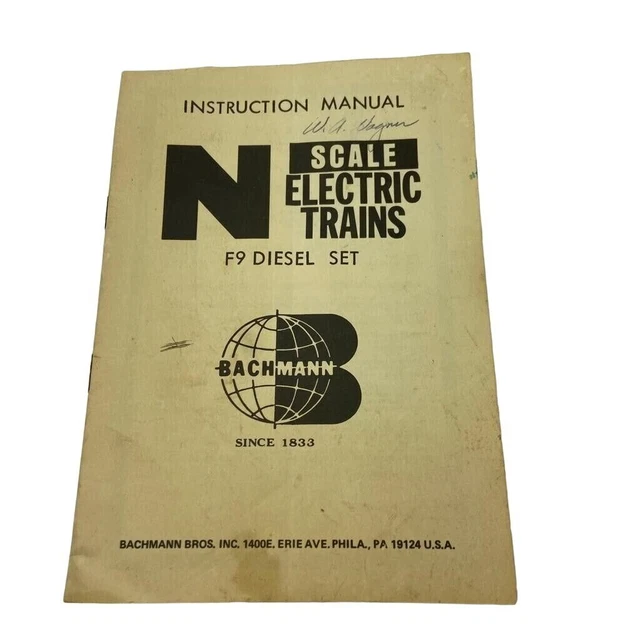 INSTRUCTION MANUAL
W. A. Wagner
N SCALE
ELECTRIC
TRAINS
F9 DIESEL SET
BACHMANN
SINCE 1833
BACHMANN BROS. INC. 1400E. ERIE AVE. PHILA., PA 19124 U.S.A.